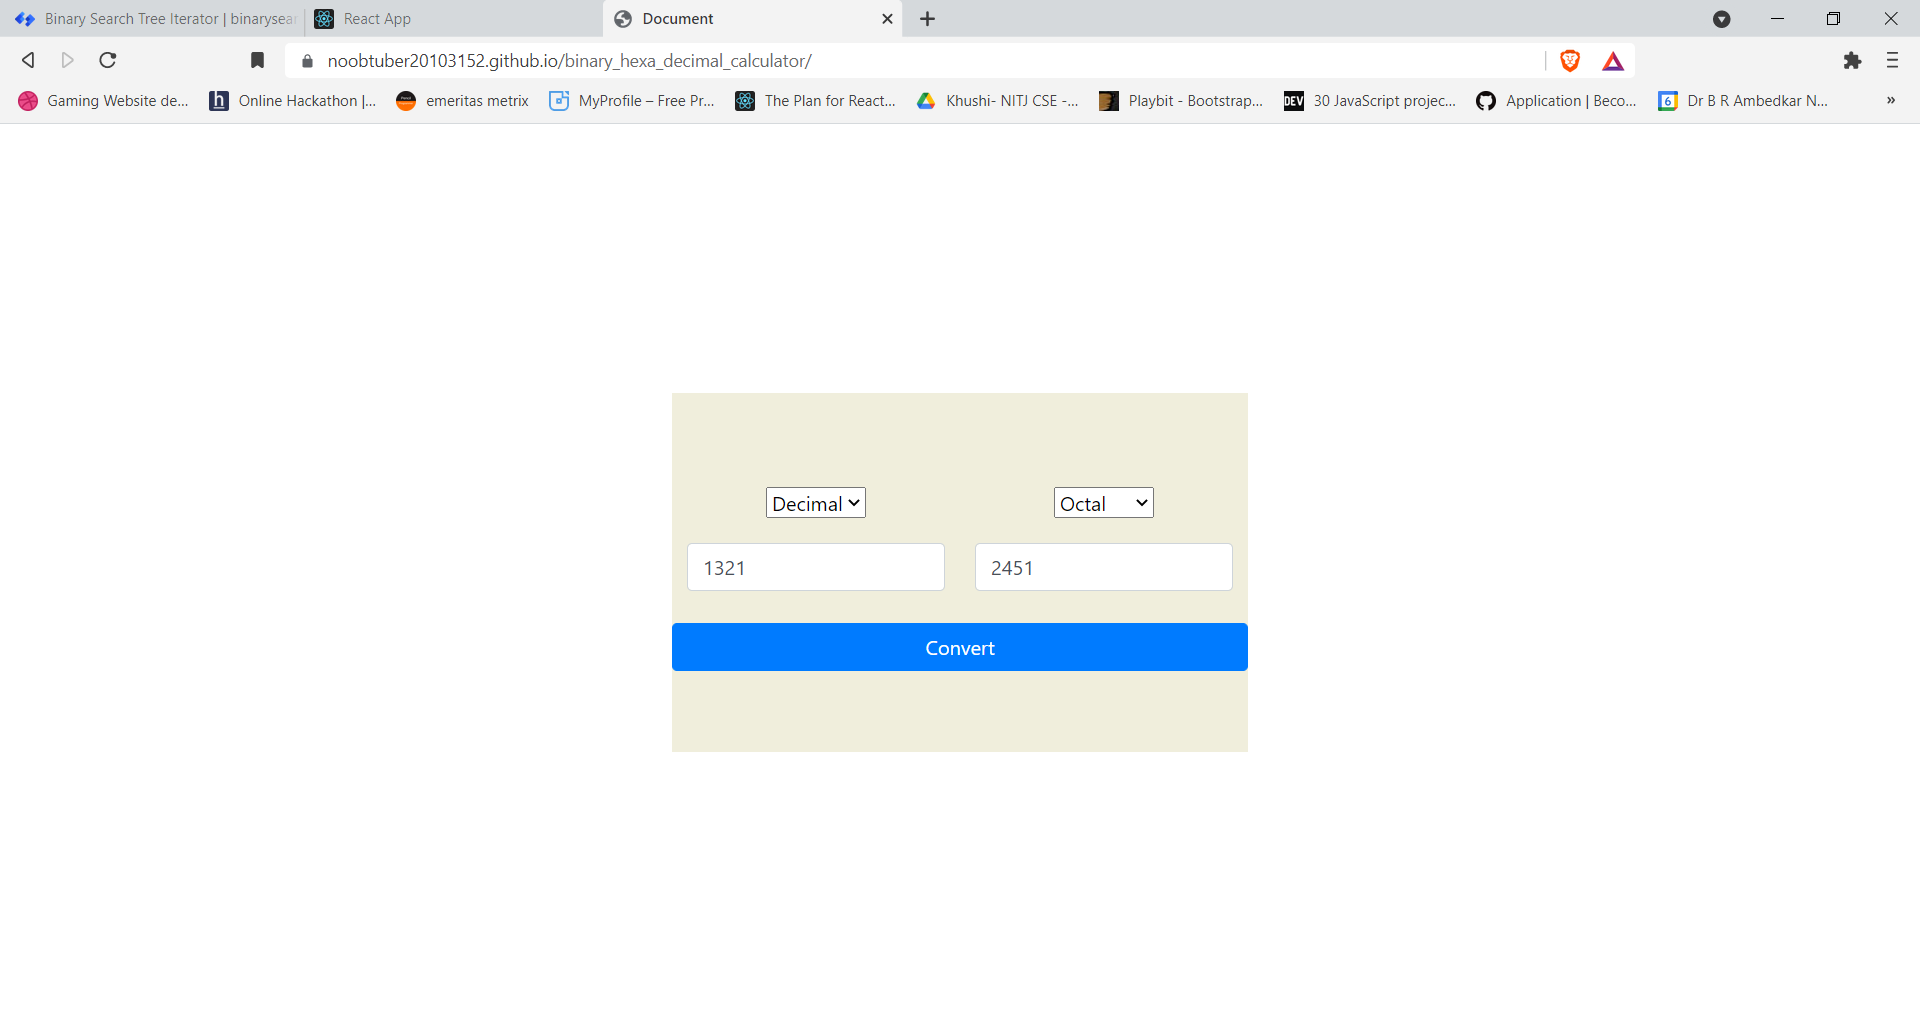 Binary Search Tree Iterator | binarysear
React App
Document
noobtuber20103152.github.io/binary_hexa_decimal_calculator/
Gaming Website de...
h
Online Hackathon |...
emeritas metrix
MyProfile – Free Pr...
The Plan for React...
Khushi- NITJ CSE -...
Playbit - Bootstrap...
DEV
30 JavaScript projec...
Application | Beco...
6
Dr B R Ambedkar N...
»
Decimal
Octal
1321
2451
Convert